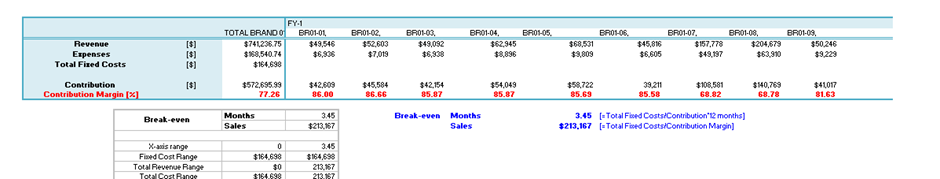 FY-1
TOTAL BRAND 0 BR01-01, BR01-02, BR01-03, BR01-04, BR01-05, BR01-06, BR01-07, BR01-08, BR01-09,
Revenue [$] $741,236.75 $49,546 $52,603 $49,092 $62,945 $68,531 $45,816 $157,778 $204,679 $50,246
Expenses [$] $168,540.74 $6,936 $7,019 $6,938 $8,896 $9,809 $6,605 $49,197 $63,910 $9,229
Total Fixed Costs [$] $164,698
Contribution [$] $572,695.99 $42,609 $45,584 $42,154 $54,049 $58,722 39,211 $108,581 $140,769 $41,017
Contribution Margin [%] 77.26 86.00 86.66 85.87 85.87 85.69 85.58 68.82 68.78 81.63
Break-even Months 3.45
Sales $213,167
Break-even Months 3.45 [=Total Fixed Costs/Contribution*12 months]
Sales $213,167 [=Total Fixed Costs/Contribution Margin]
X-axis range 0 3.45
Fixed Cost Range $164,698 $164,698
Total Revenue Range $0 213,167
Total Cost Range $164,698 213,167